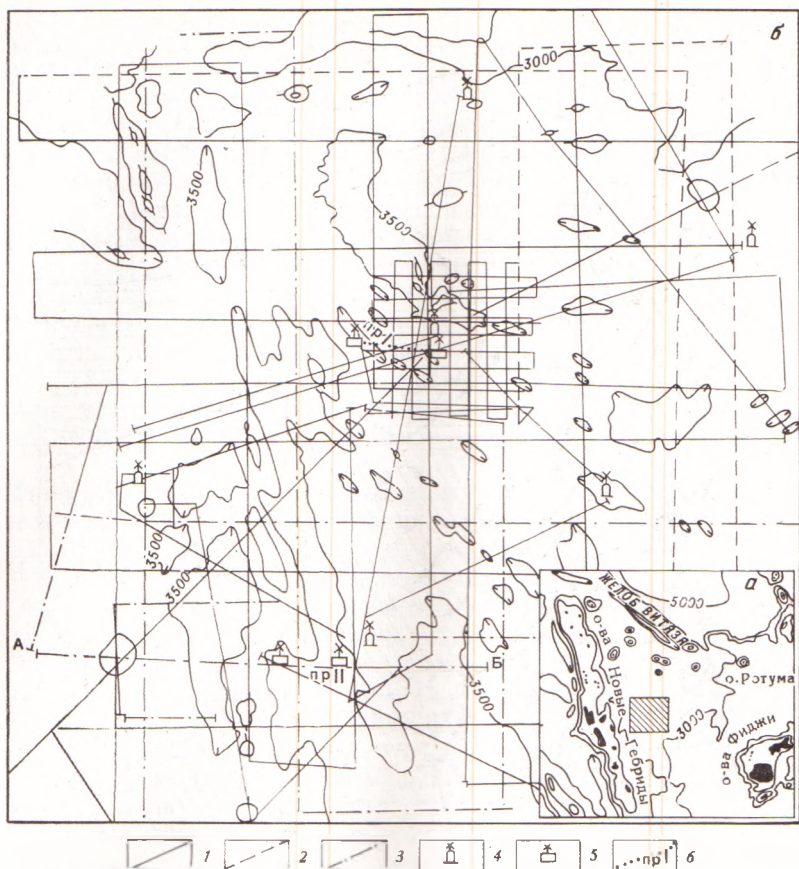 б
3000
3500
3500
пр I
3500
3500
3500
А
Б
пр II
а
ЖЕЛОБ ВИТЯЗЯ
5000
о-ва Новые Гебриды
о.Ротума
3000
о-ва Фиджи
1 2 3 4 5 пр I 6